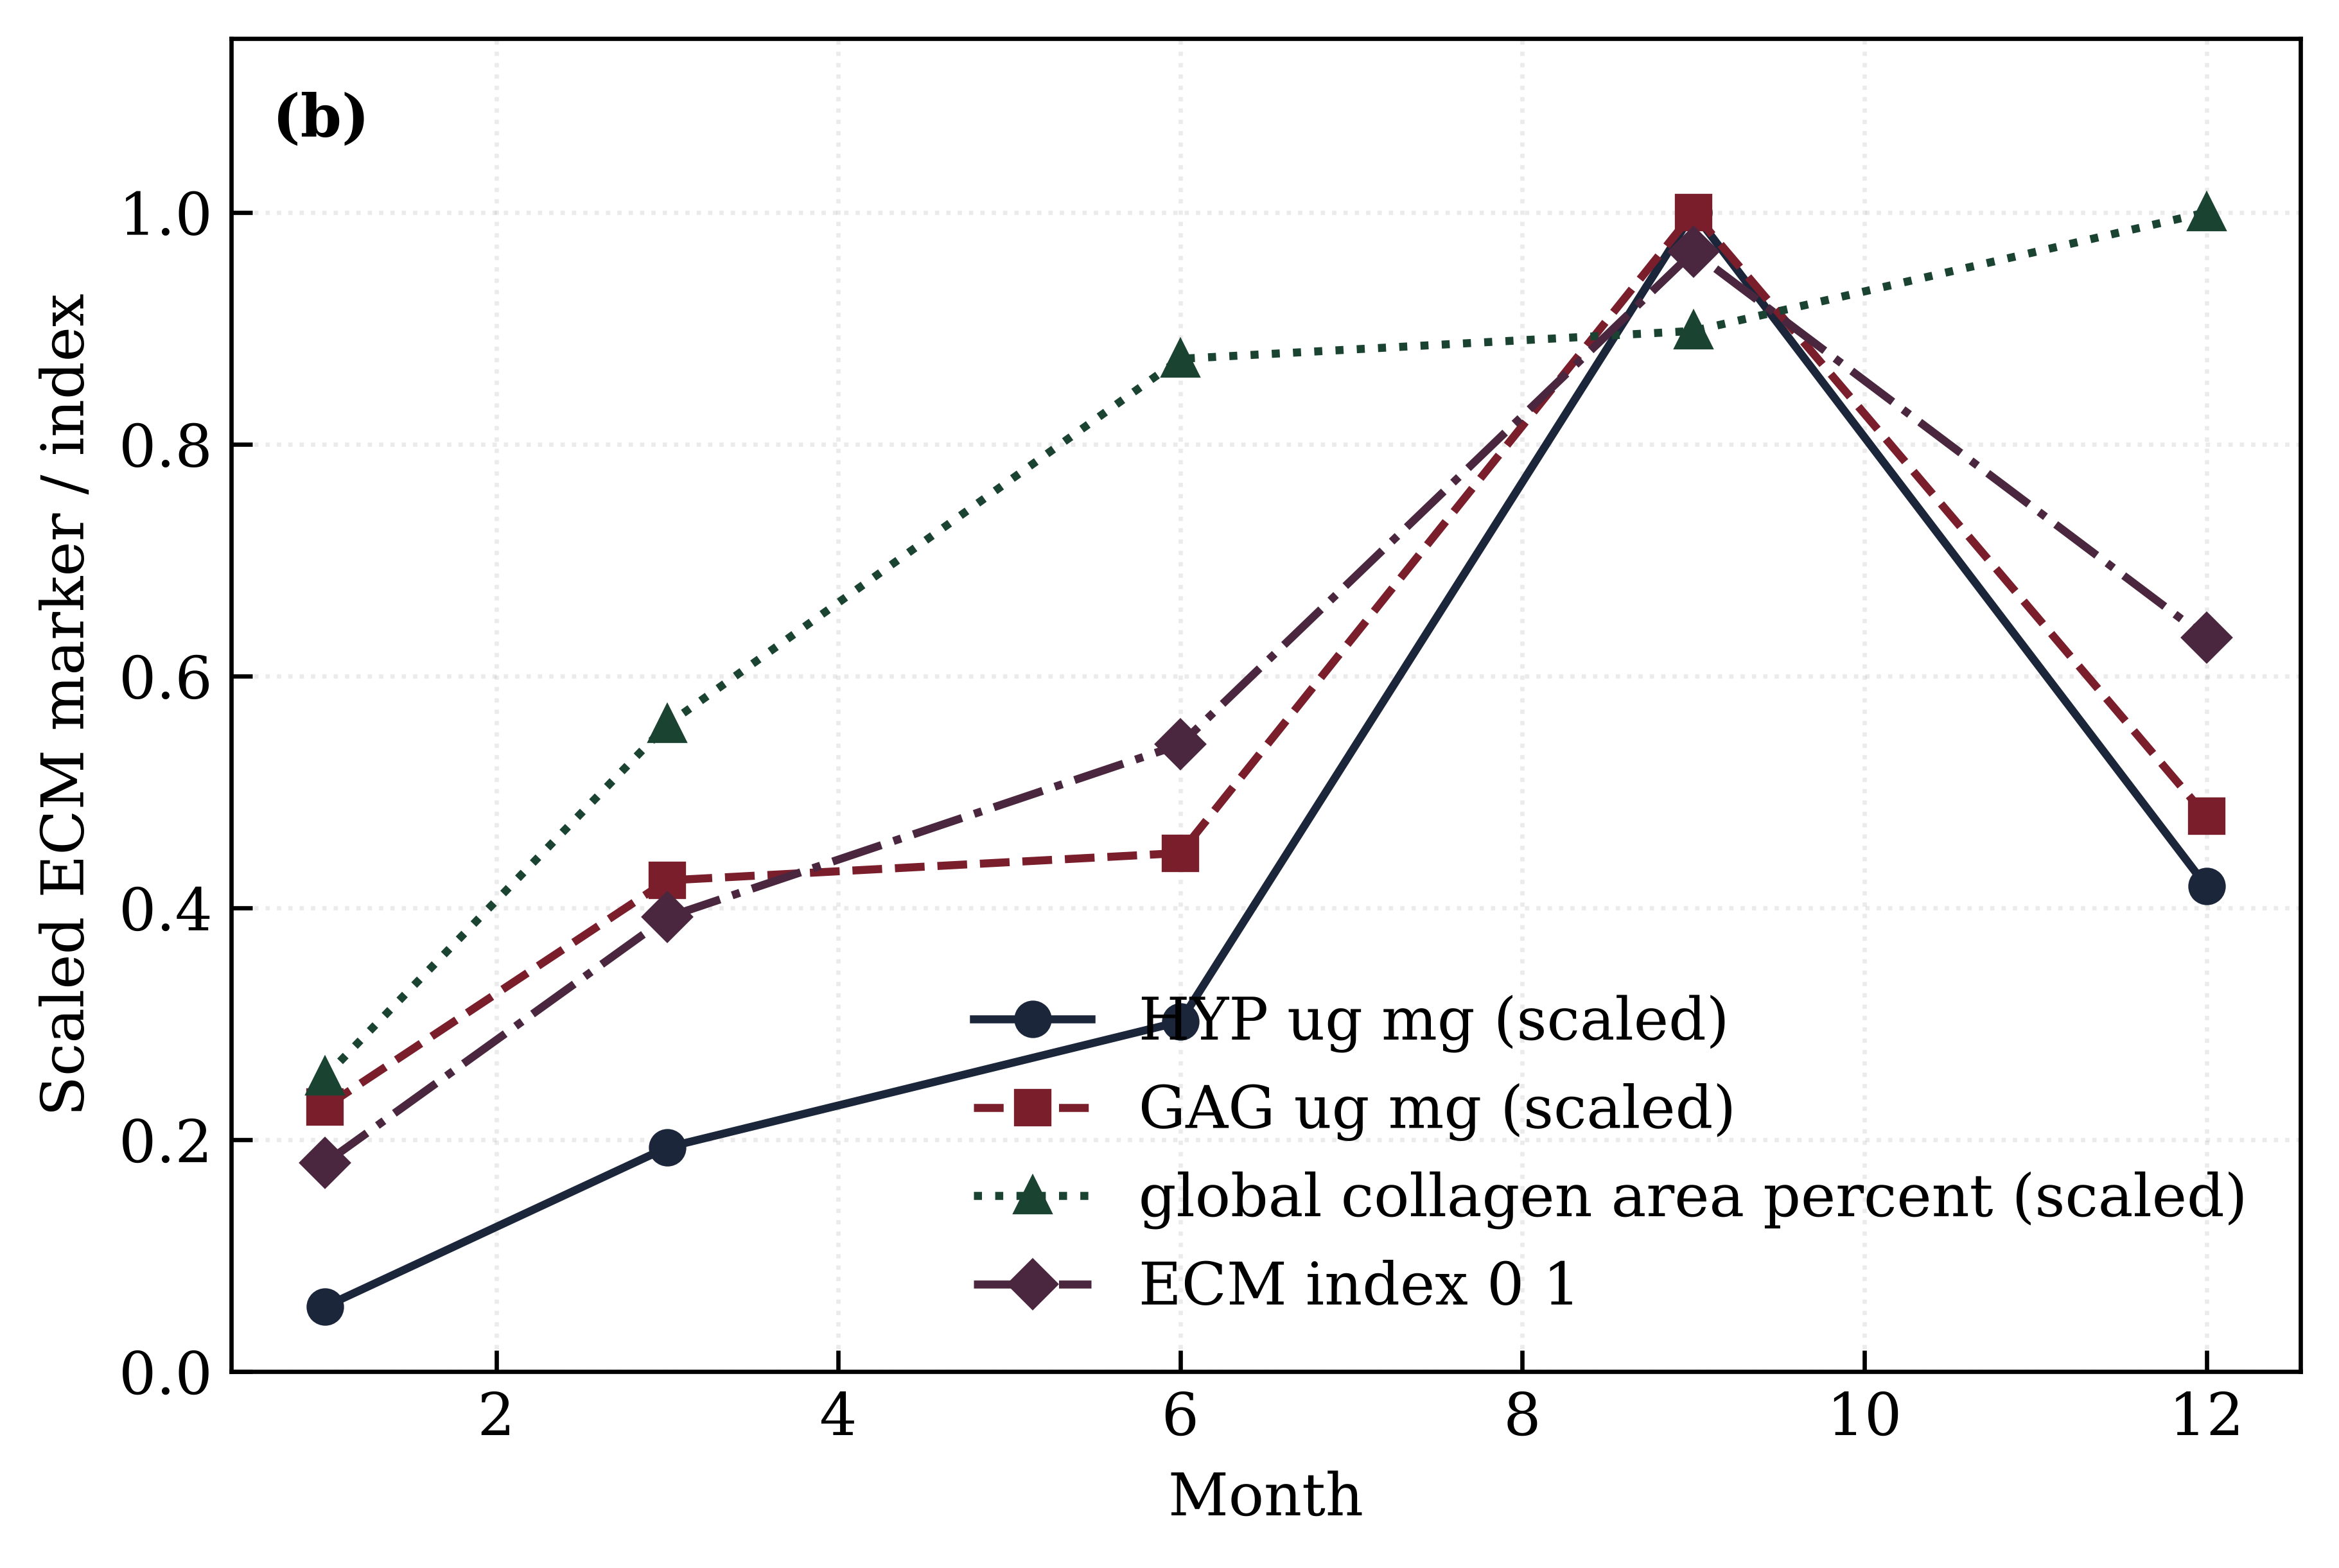 (b)
1.0
0.8
0.6
0.4
0.2
0.0
Scaled ECM marker / index
HYP ug mg (scaled)
GAG ug mg (scaled)
global collagen area percent (scaled)
ECM index 0 1
2 4 6 8 10 12
Month